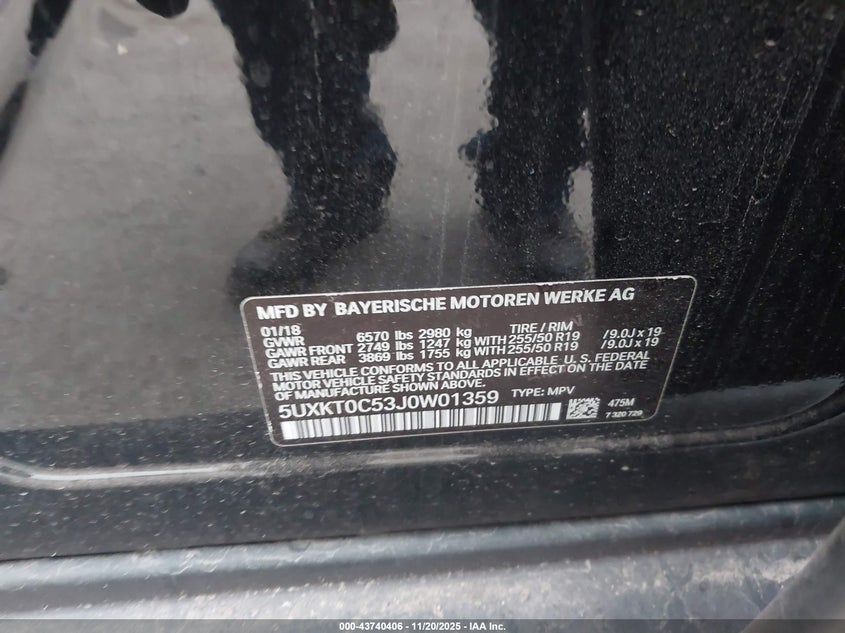 MFD BY BAYERISCHE MOTOREN WERKE AG
01/18 TIRE / RIM
GVWR 6570 lbs 2980 kg
GAWR FRONT 2749 lbs 1247 kg WITH 255/50 R19 /9.0J x 19
GAWR REAR 3869 lbs 1755 kg WITH 255/50 R19 /9.0J x 19
THIS VEHICLE CONFORMS TO ALL APPLICABLE U. S. FEDERAL
MOTOR VEHICLE SAFETY STANDARDS IN EFFECT ON THE
DATE OF MANUFACTURE SHOWN ABOVE.
5UXKT0C53J0W01359 TYPE: MPV
475M
7 320 729
000-43740406 - 11/20/2025 - IAA Inc.